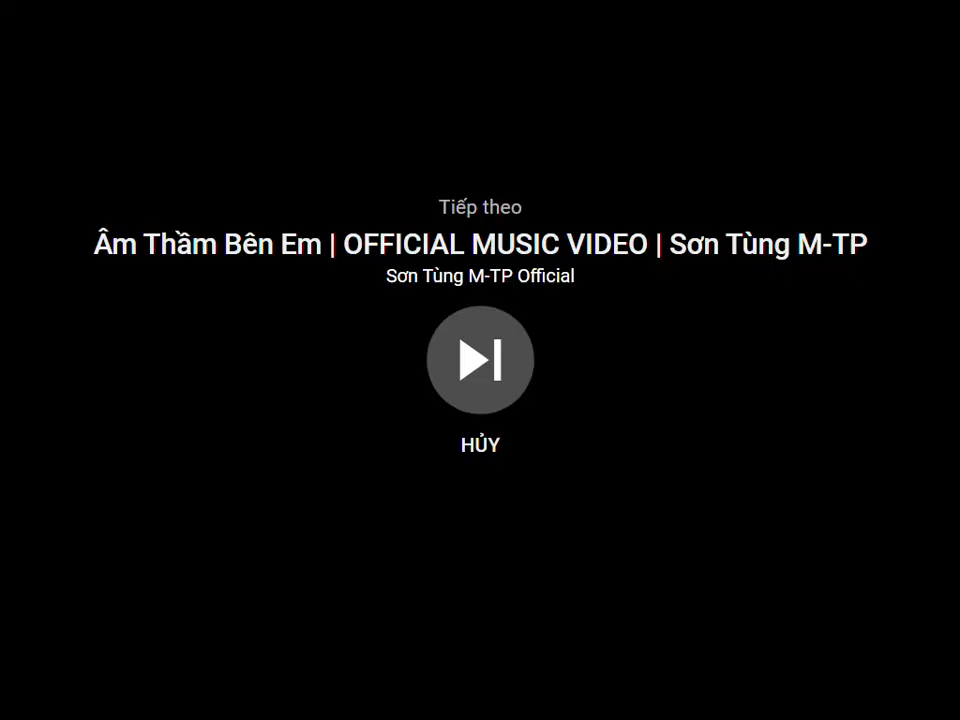 Tiếp theo
Âm Thầm Bên Em | OFFICIAL MUSIC VIDEO | Sơn Tùng M-TP
Sơn Tùng M-TP Official
HỦY